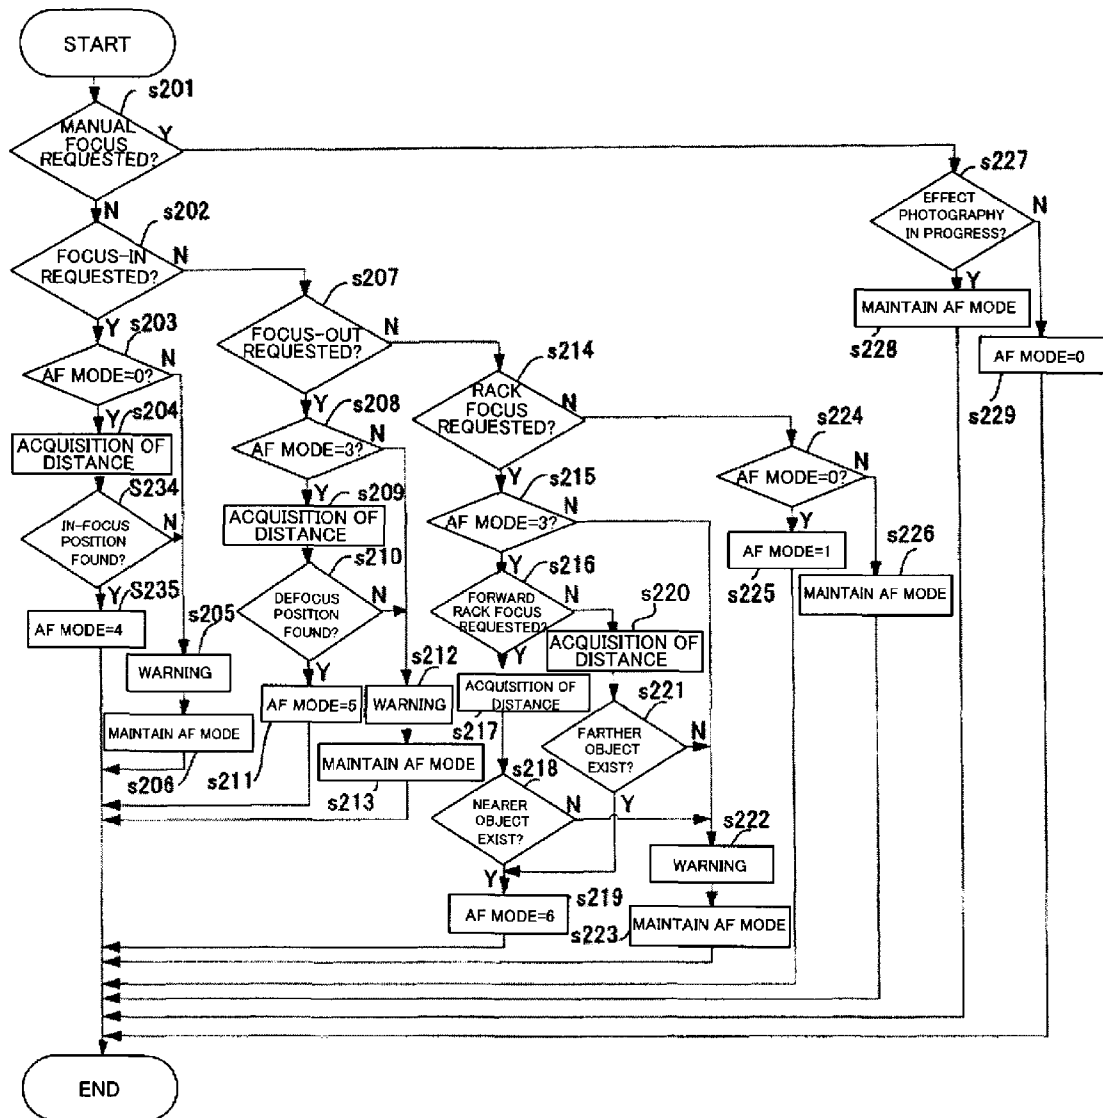 START
s201
MANUAL
FOCUS
REQUESTED?
Y
N
s202
FOCUS-IN
REQUESTED?
N
Y
s203
AF MODE=0?
N
Y
s204
ACQUISITION OF
DISTANCE
S234
IN-FOCUS
POSITION
FOUND?
N
Y
S235
AF MODE=4
s205
WARNING
MAINTAIN AF MODE
s206
s207
FOCUS-OUT
REQUESTED?
N
Y
s208
AF MODE=3?
N
Y
s209
ACQUISITION OF
DISTANCE
s210
DEFOCUS
POSITION
FOUND?
N
Y
AF MODE=5
s211
s212
WARNING
MAINTAIN AF MODE
s213
s214
RACK
FOCUS
REQUESTED?
N
Y
s215
AF MODE=3?
N
Y
s216
FORWARD
RACK FOCUS
REQUESTED?
N
Y
ACQUISITION OF
DISTANCE
s217
s218
NEARER
OBJECT
EXIST?
N
Y
s219
AF MODE=6
s220
ACQUISITION OF
DISTANCE
s221
FARTHER
OBJECT
EXIST?
N
Y
s222
WARNING
MAINTAIN AF MODE
s223
s224
AF MODE=0?
N
Y
AF MODE=1
s225
s226
MAINTAIN AF MODE
s227
EFFECT
PHOTOGRAPHY
IN PROGRESS?
N
Y
MAINTAIN AF MODE
s228
AF MODE=0
s229
END